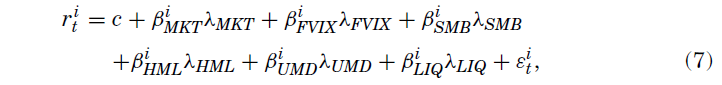 r_t^i = c + β_{MKT}^i λ_{MKT} + β_{FVIX}^i λ_{FVIX} + β_{SMB}^i λ_{SMB}
+β_{HML}^i λ_{HML} + β_{UMD}^i λ_{UMD} + β_{LIQ}^i λ_{LIQ} + ε_t^i, (7)